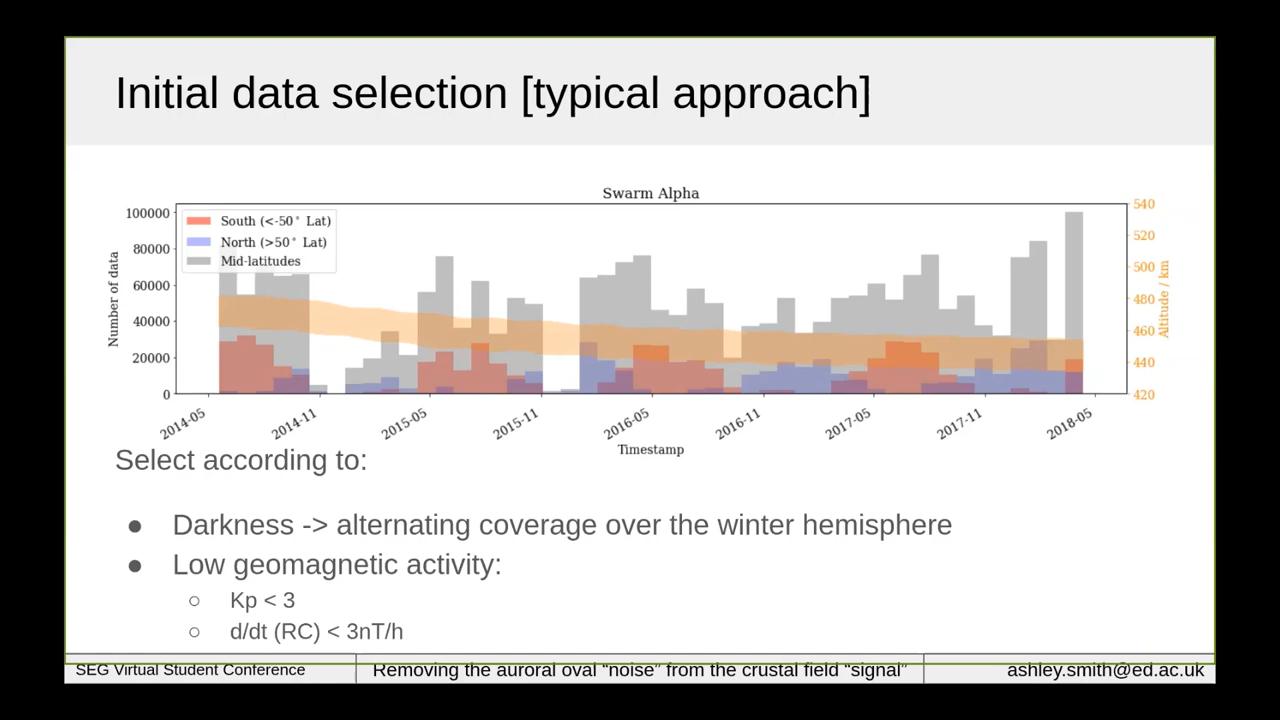 Initial data selection [typical approach]
Swarm Alpha
South (<-50° Lat)
North (>50° Lat)
Mid-latitudes
Number of data
100000
80000
60000
40000
20000
0
540
520
500
480
460
440
420
Altitude / km
2014-05
2014-11
2015-05
2015-11
2016-05
2016-11
2017-05
2017-11
2018-05
Timestamp
Select according to:
● Darkness -> alternating coverage over the winter hemisphere
● Low geomagnetic activity:
○ Kp < 3
○ d/dt (RC) < 3nT/h
SEG Virtual Student Conference
Removing the auroral oval “noise” from the crustal field “signal”
ashley.smith@ed.ac.uk